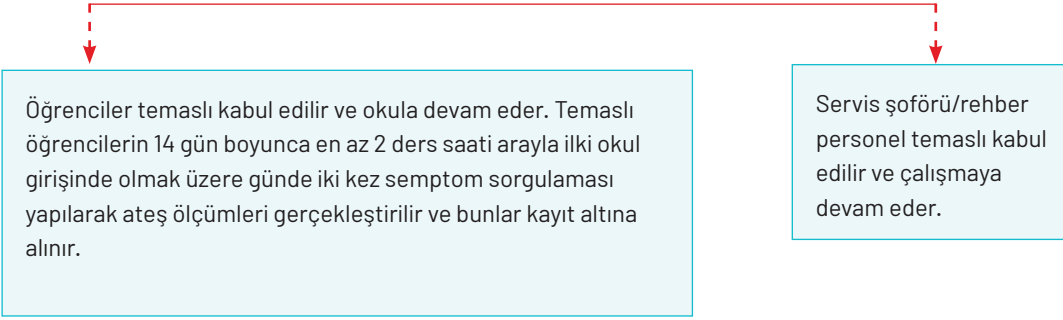 Öğrenciler temaslı kabul edilir ve okula devam eder. Temaslı
öğrencilerin 14 gün boyunca en az 2 ders saati arayla ilki okul
girişinde olmak üzere günde iki kez semptom sorgulaması
yapılarak ateş ölçümleri gerçekleştirilir ve bunlar kayıt altına
alınır.
Servis şoförü/rehber
personel temaslı kabul
edilir ve çalışmaya
devam eder.